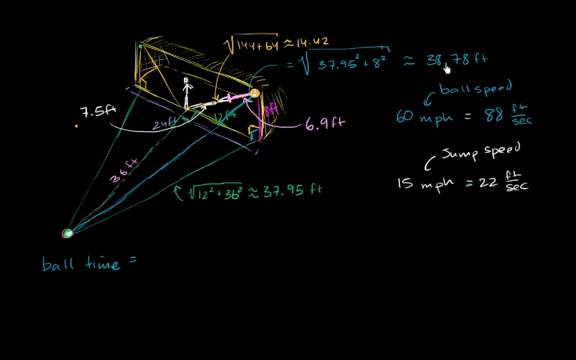 √144+64 ≈ 14.42
= √37.95² + 8² ≈ 38.78 ft
ball speed
60 mph = 88 ft/sec
7.5ft
24ft
12ft
8ft
6.9ft
Jump speed
15 mph = 22 ft/sec
36ft
√12²+36² ≈ 37.95 ft
ball time =